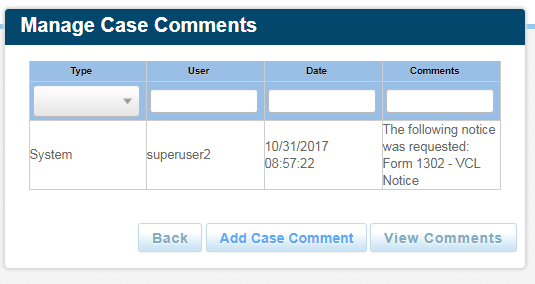 Manage Case Comments
Type User Date Comments
System superuser2 10/31/2017 08:57:22 The following notice was requested: Form 1302 - VCL Notice
Back Add Case Comment View Comments